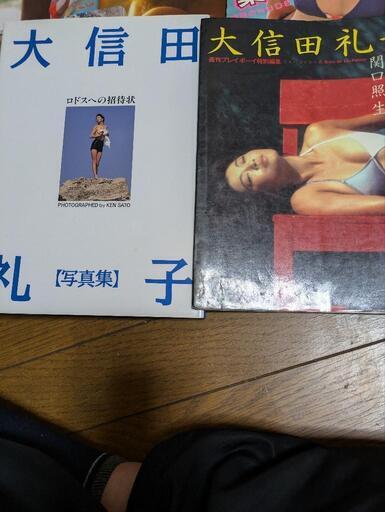 大信田
ロドスへの招待状
PHOTOGRAPHED by KEN SATO
礼【写真集】子
大信田礼
週刊プレイボーイ特別編集
関口照生